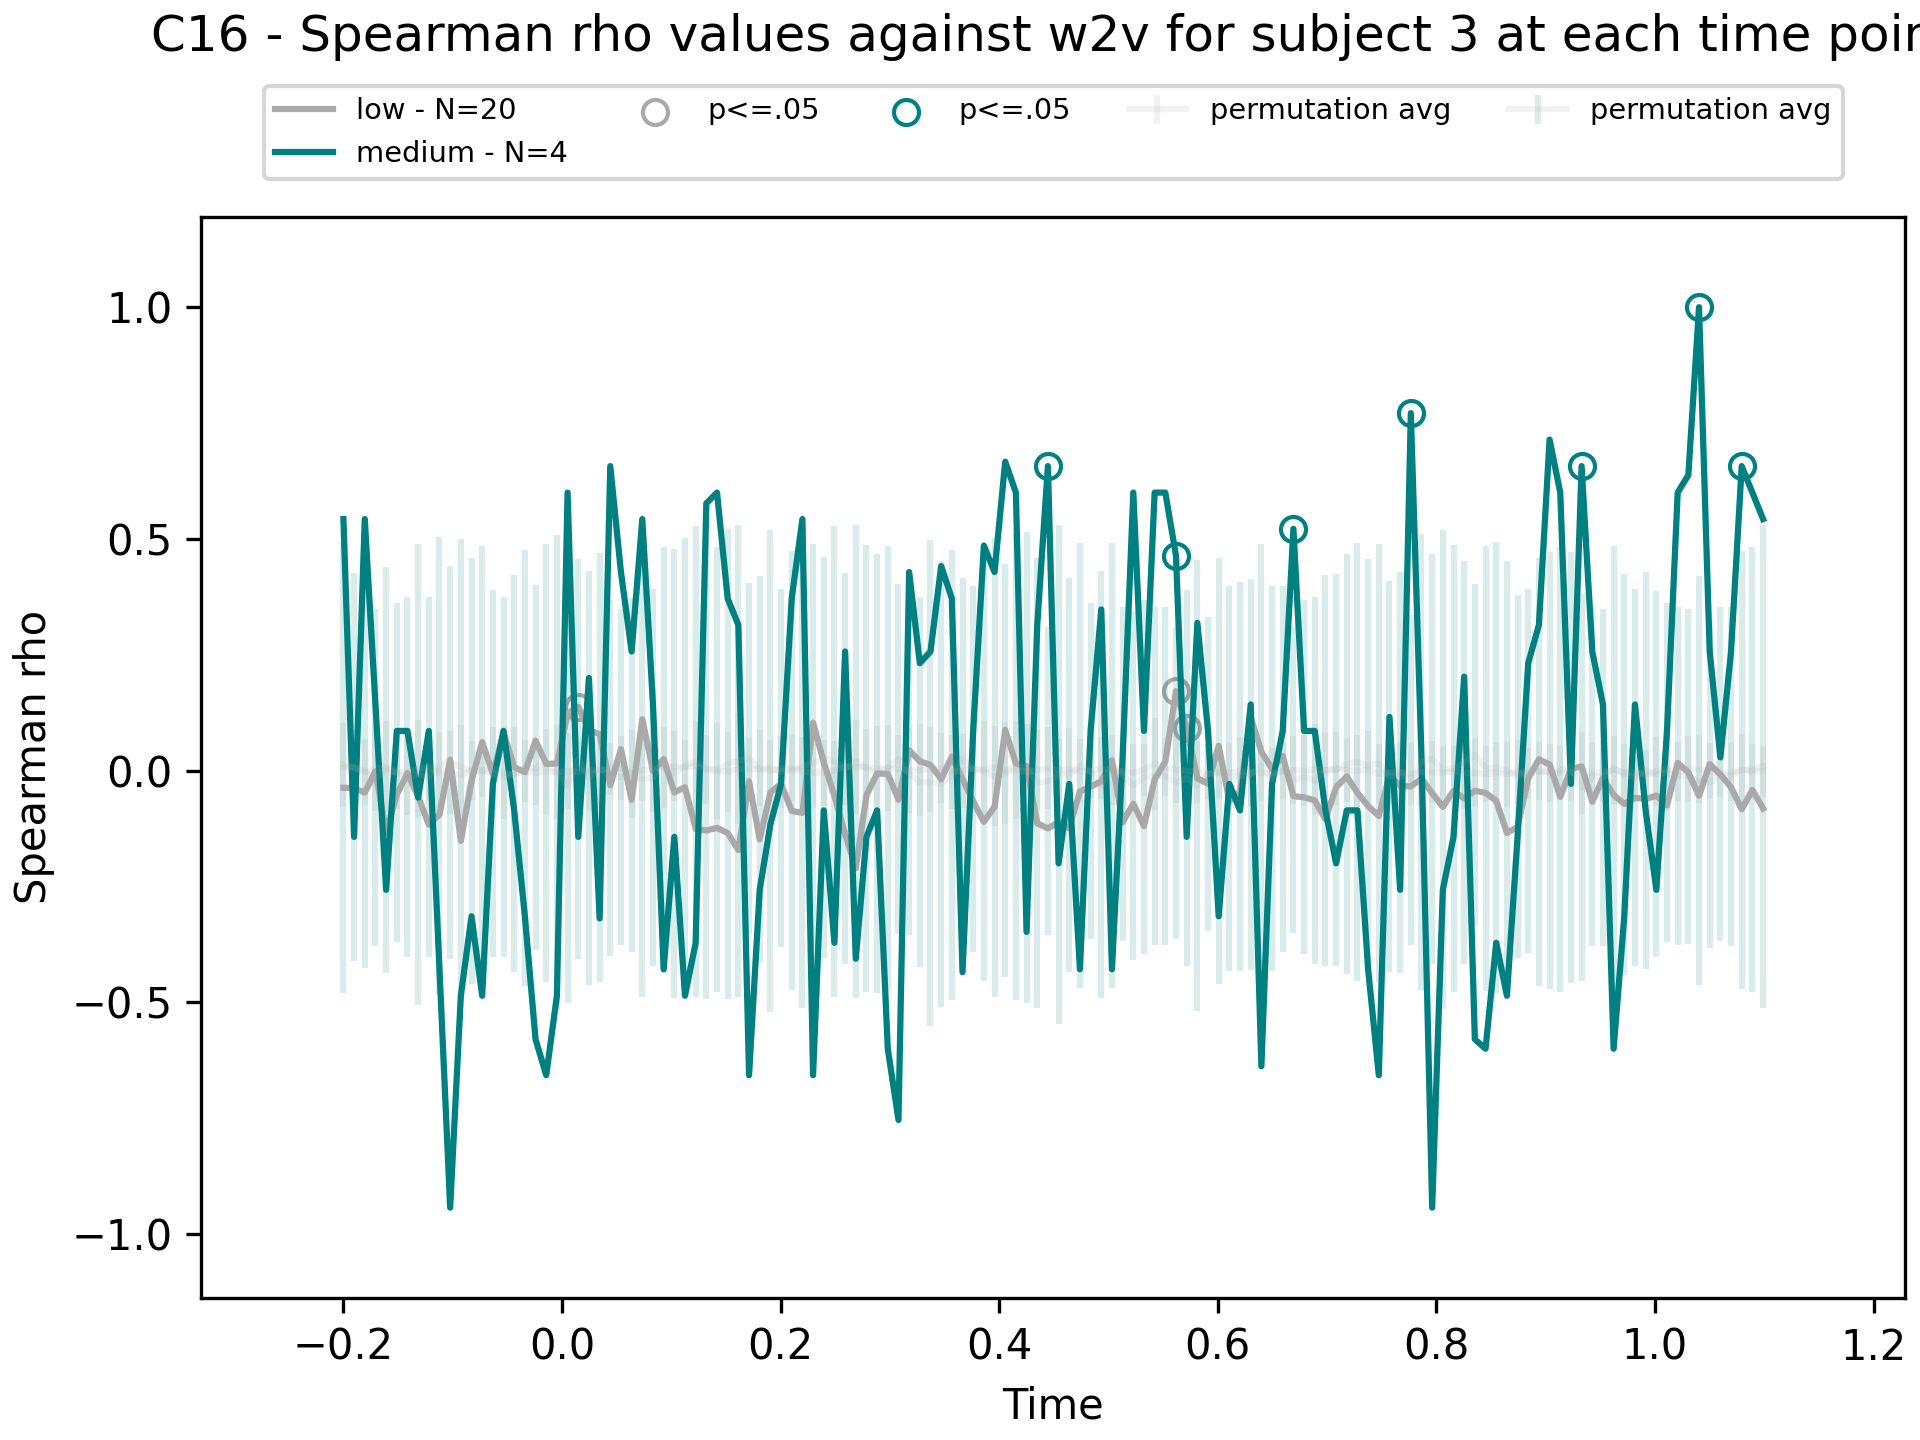 C16 - Spearman rho values against w2v for subject 3 at each time poin
low - N=20 p<=.05 p<=.05 permutation avg permutation avg
medium - N=4
1.0
0.5
0.0
−0.5
−1.0
Spearman rho
−0.2 0.0 0.2 0.4 0.6 0.8 1.0 1.2
Time